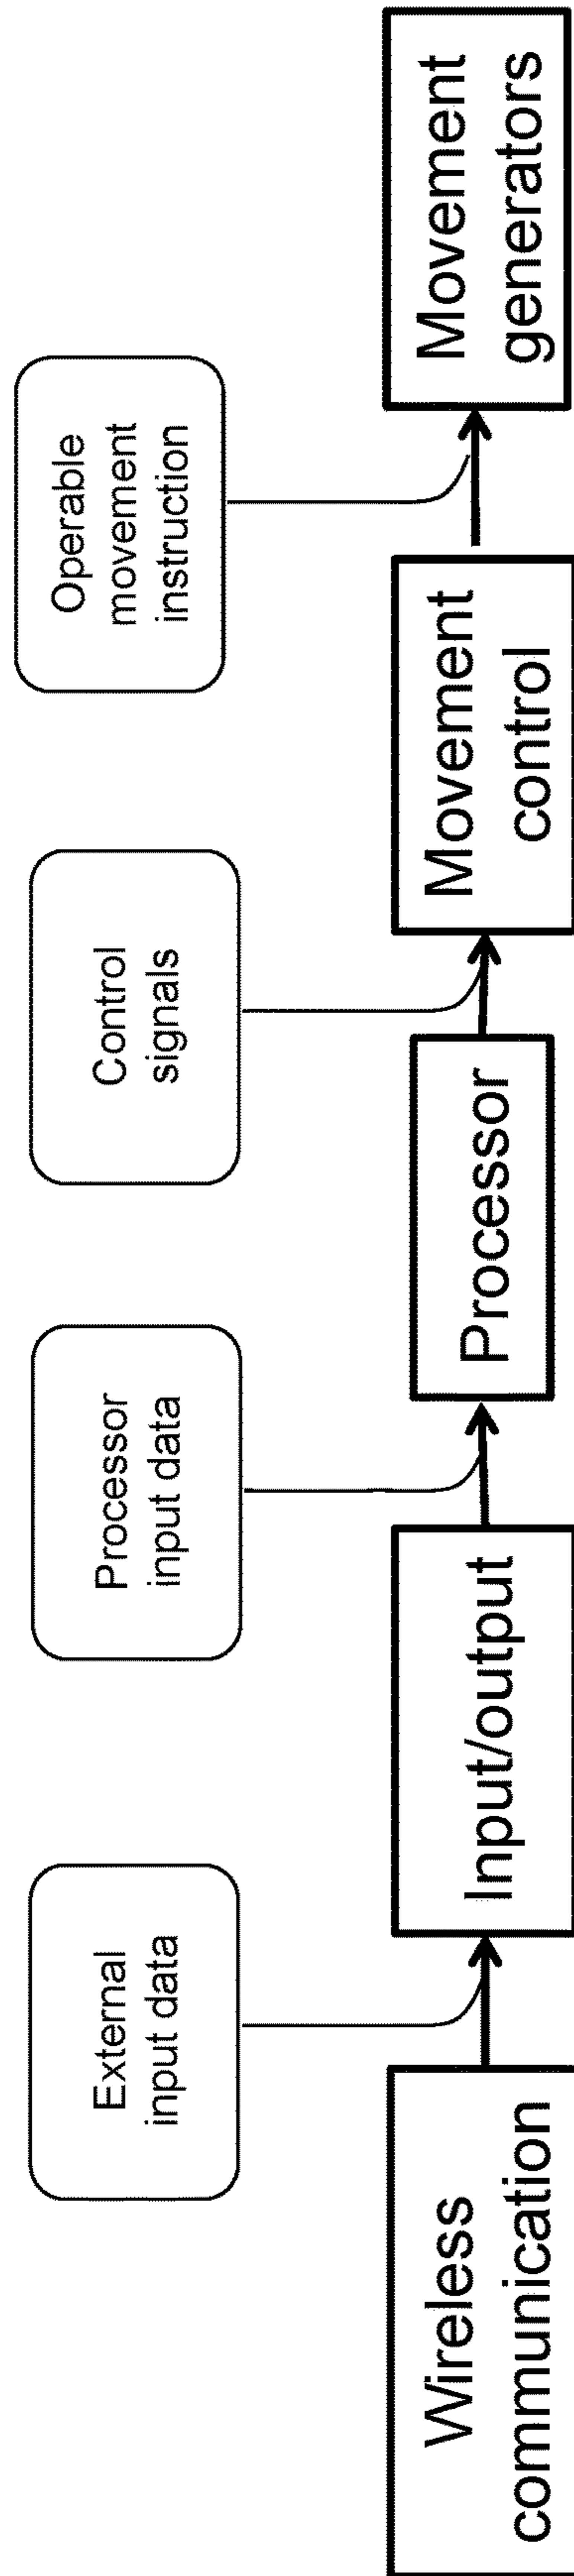 External
input data
Processor
input data
Control
signals
Operable
movement
instruction
Wireless
communication
Input/output
Processor
Movement
control
Movement
generators